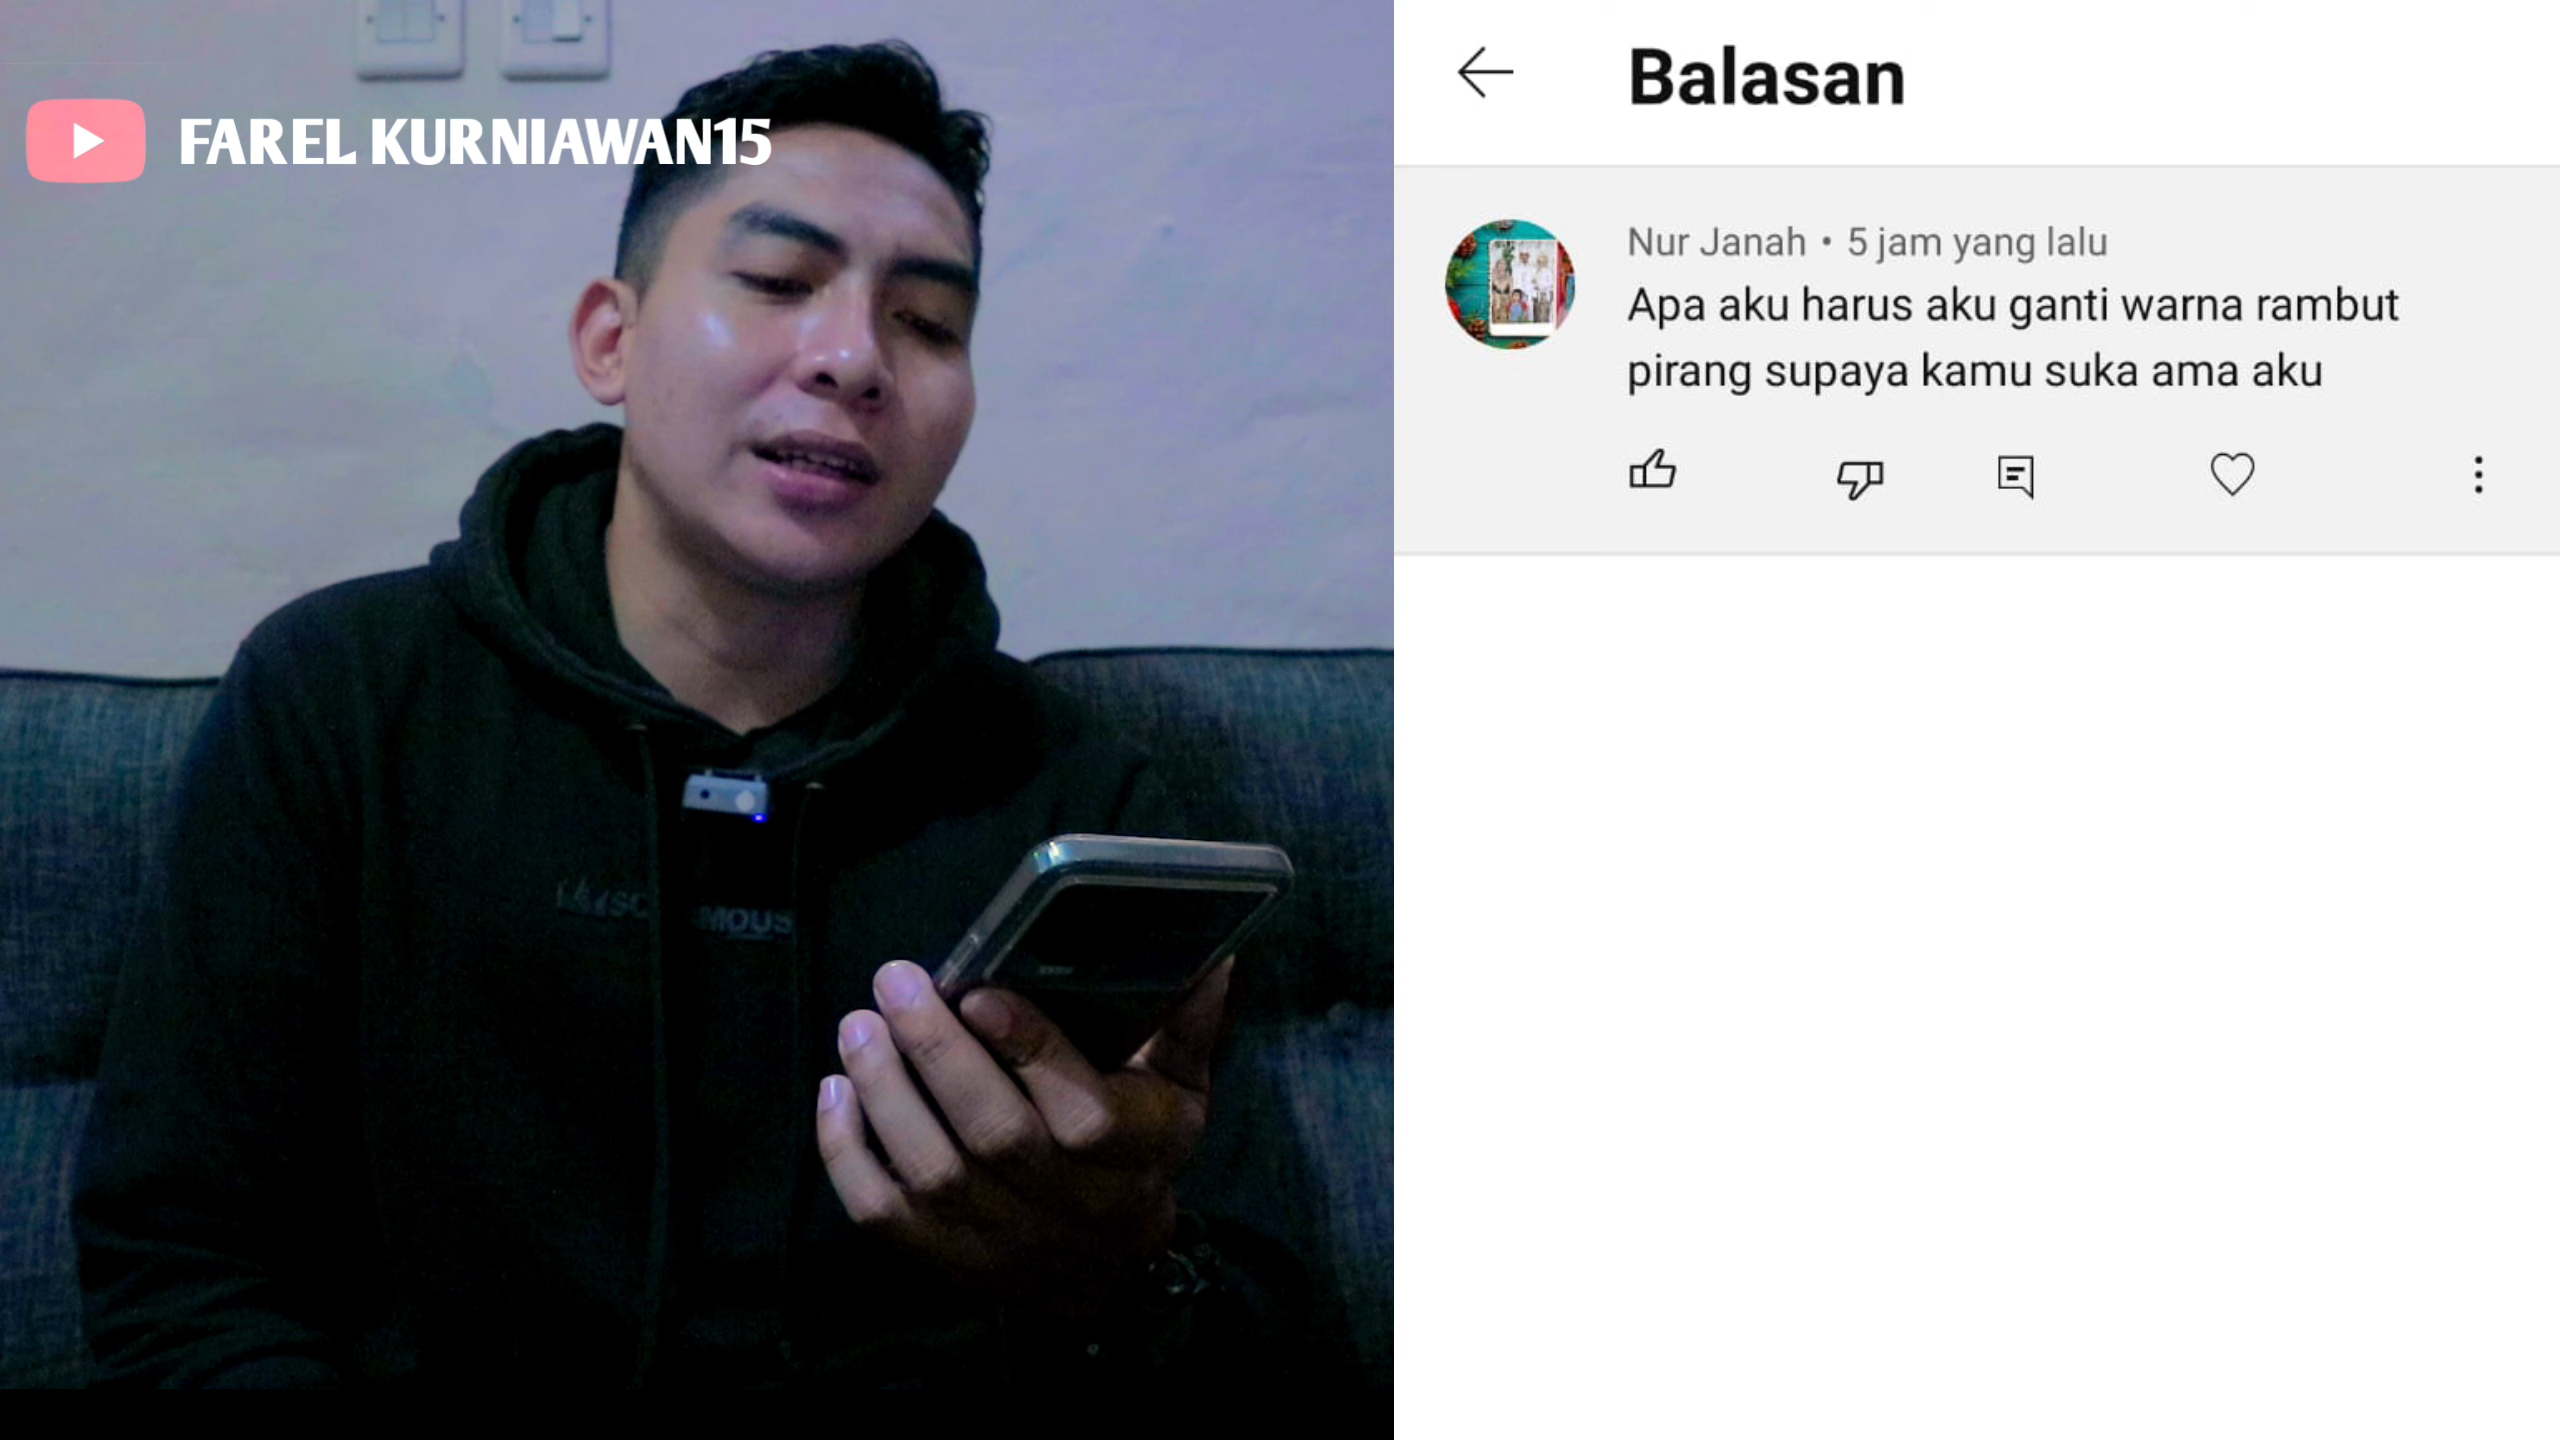 FAREL KURNIAWAN15
Balasan
Nur Janah • 5 jam yang lalu
Apa aku harus aku ganti warna rambut
pirang supaya kamu suka ama aku